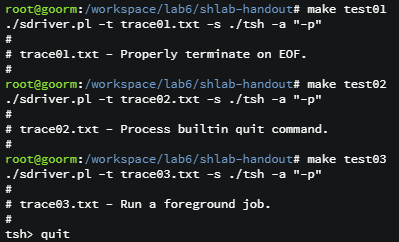 root@goorm:/workspace/lab6/shlab-handout# make test01
./sdriver.pl -t trace01.txt -s ./tsh -a "-p"
#
# trace01.txt - Properly terminate on EOF.
#
root@goorm:/workspace/lab6/shlab-handout# make test02
./sdriver.pl -t trace02.txt -s ./tsh -a "-p"
#
# trace02.txt - Process builtin quit command.
#
root@goorm:/workspace/lab6/shlab-handout# make test03
./sdriver.pl -t trace03.txt -s ./tsh -a "-p"
#
# trace03.txt - Run a foreground job.
#
tsh> quit